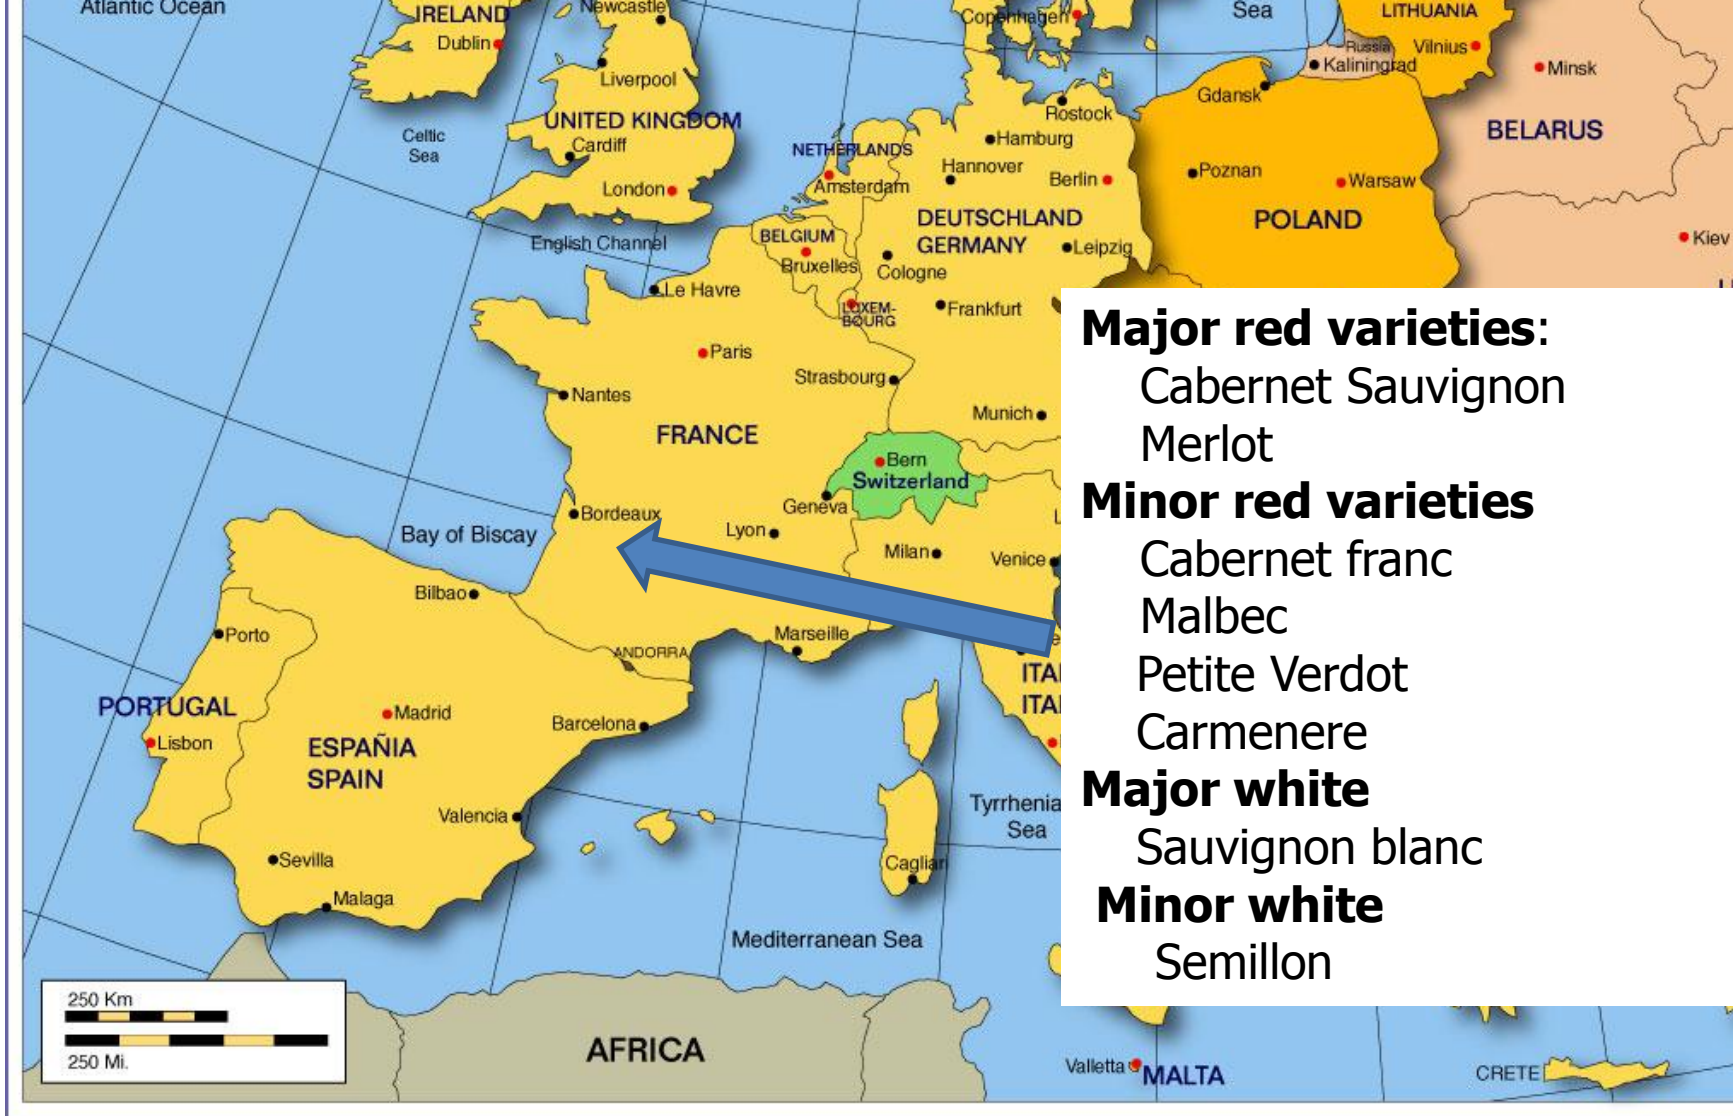 Atlantic Ocean
IRELAND
Dublin
Newcastle
Liverpool
UNITED KINGDOM
Cardiff
London
Celtic
Sea
English Channel
Copenhagen
Sea
LITHUANIA
Russia
Vilnius
Kaliningrad
Minsk
BELARUS
Gdansk
Rostock
Hamburg
NETHERLANDS
Hannover
Amsterdam
Berlin
Poznan
Warsaw
DEUTSCHLAND
GERMANY
POLAND
BELGIUM
Bruxelles
Leipzig
Cologne
Kiev
Le Havre
LUXEM-
BOURG
Frankfurt
Paris
Strasbourg
Nantes
Munich
FRANCE
Bern
Switzerland
Geneva
Bordeaux
Lyon
Bay of Biscay
Milan
Venice
Bilbao
Porto
Marseille
ANDORRA
ITA
ITA
PORTUGAL
Madrid
Barcelona
Lisbon
ESPAÑIA
SPAIN
Valencia
Tyrrhenia
Sea
Sevilla
Cagliari
Malaga
Mediterranean Sea
250 Km
250 Mi.
AFRICA
Valletta
MALTA
CRETE
Major red varieties:
Cabernet Sauvignon
Merlot
Minor red varieties
Cabernet franc
Malbec
Petite Verdot
Carmenere
Major white
Sauvignon blanc
Minor white
Semillon